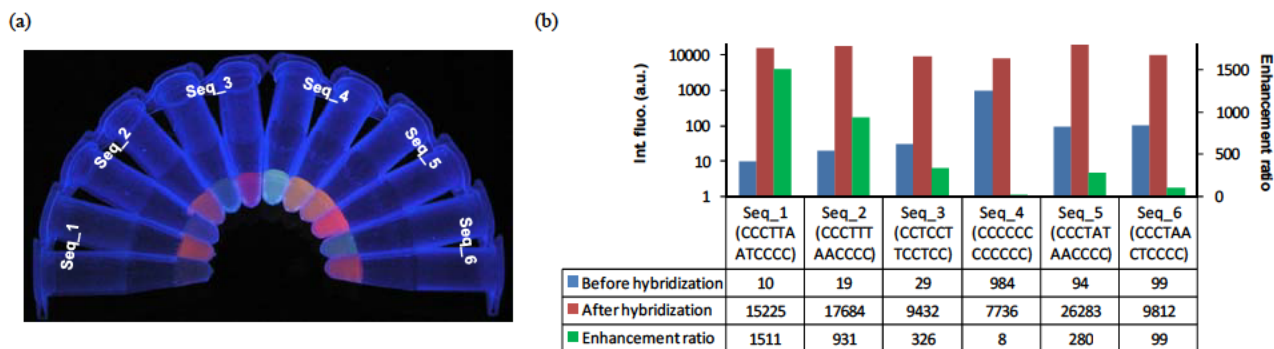 (a)
Seq_1
Seq_2
Seq_3
Seq_4
Seq_5
Seq_6
(b)
Int. fluo. (a.u.)
10000
1000
100
10
1
Enhancement ratio
1500
1000
500
0
Seq_1 Seq_2 Seq_3 Seq_4 Seq_5 Seq_6
(CCCTTA (CCCTTT (CCTCCT (CCCCCC (CCCTAT (CCCTAA
ATCCCC) AACCCC) TCCTCC) CCCCCC) AACCCC) CTCCCC)
Before hybridization 10 19 29 984 94 99
After hybridization 15225 17684 9432 7736 26283 9812
Enhancement ratio 1511 931 326 8 280 99